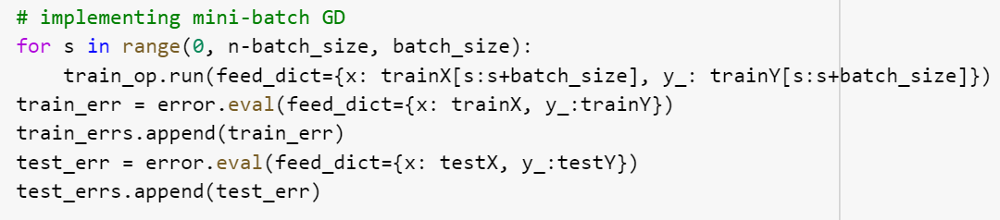 # implementing mini-batch GD
for s in range(0, n-batch_size, batch_size):
    train_op.run(feed_dict={x: trainX[s:s+batch_size], y_: trainY[s:s+batch_size]})
train_err = error.eval(feed_dict={x: trainX, y_:trainY})
train_errs.append(train_err)
test_err = error.eval(feed_dict={x: testX, y_:testY})
test_errs.append(test_err)